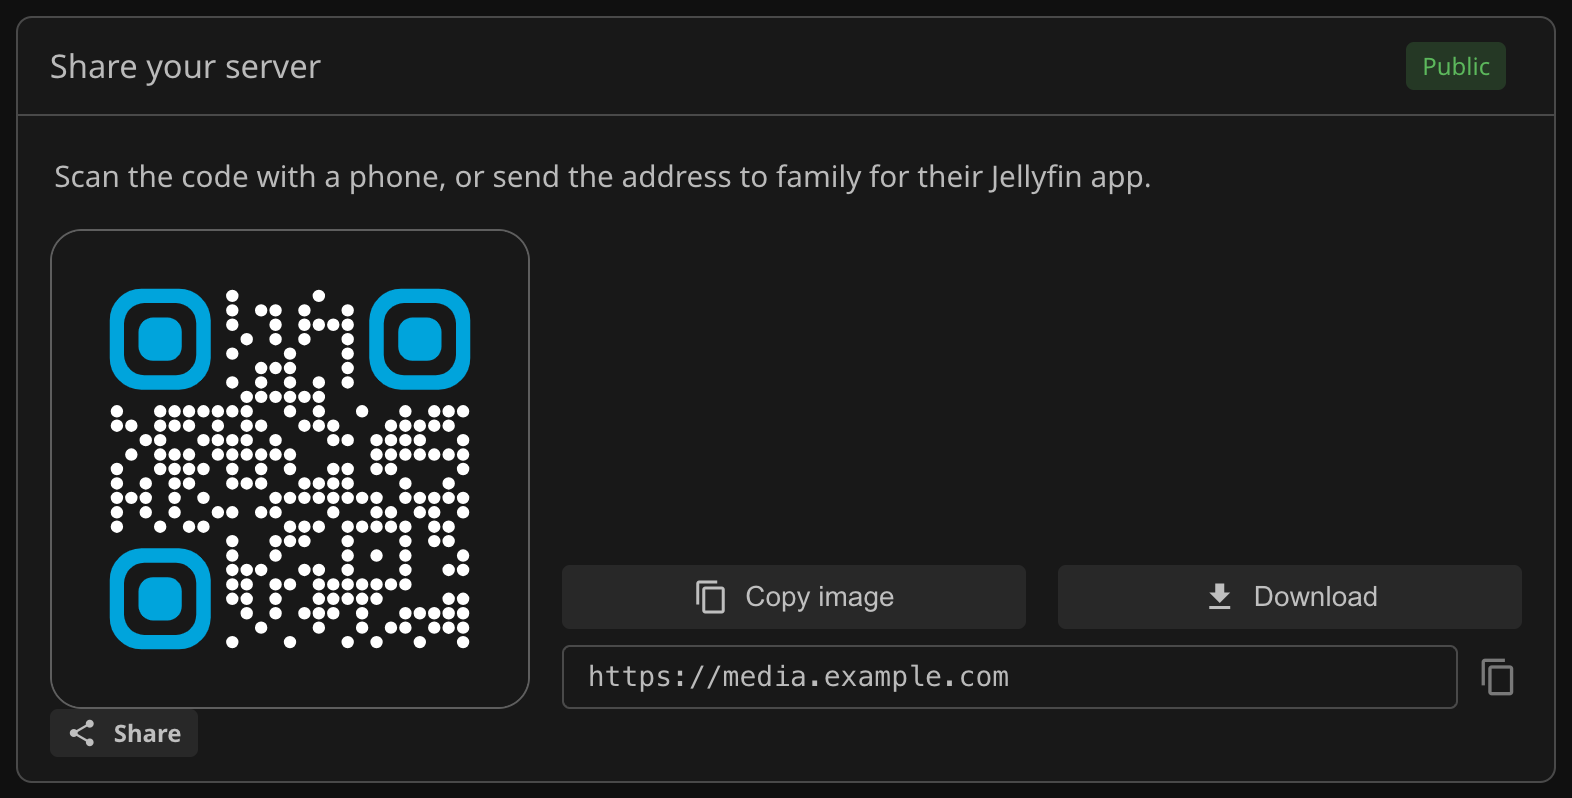 Share your server
Public
Scan the code with a phone, or send the address to family for their Jellyfin app.
Copy image
Download
https://media.example.com
Share